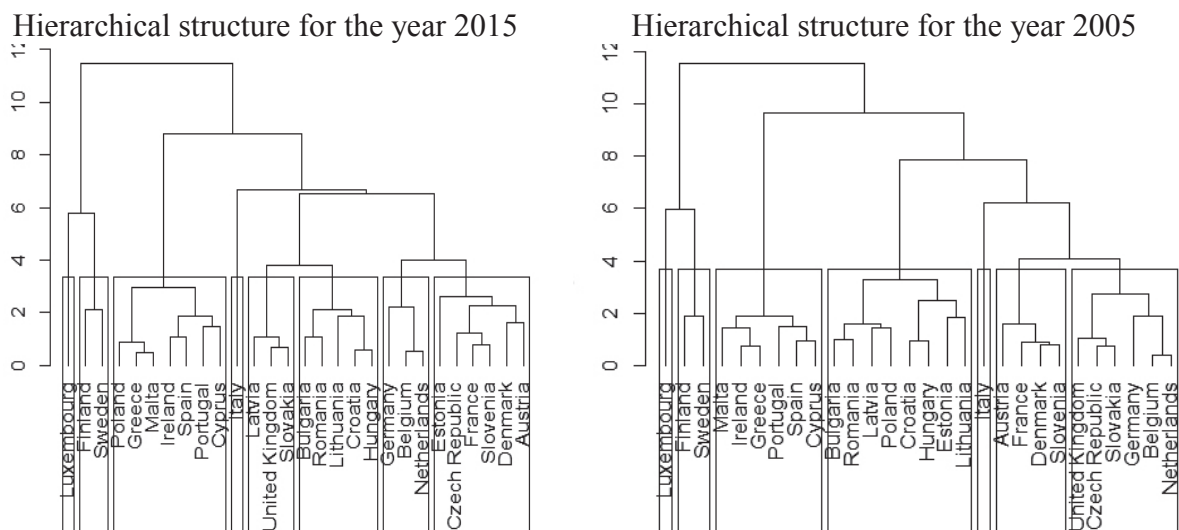 Hierarchical structure for the year 2015
12
10
8
6
4
2
0
Luxembourg
Finland
Sweden
Poland
Greece
Malta
Ireland
Spain
Portugal
Cyprus
Italy
Latvia
United Kingdom
Slovakia
Bulgaria
Romania
Lithuania
Croatia
Hungary
Germany
Belgium
Netherlands
Estonia
Czech Republic
France
Slovenia
Denmark
Austria
Hierarchical structure for the year 2005
12
10
8
6
4
2
0
Luxembourg
Finland
Sweden
Malta
Ireland
Greece
Portugal
Spain
Cyprus
Bulgaria
Romania
Latvia
Poland
Croatia
Hungary
Estonia
Lithuania
Italy
Austria
France
Denmark
Slovenia
United Kingdom
Czech Republic
Slovakia
Germany
Belgium
Netherlands